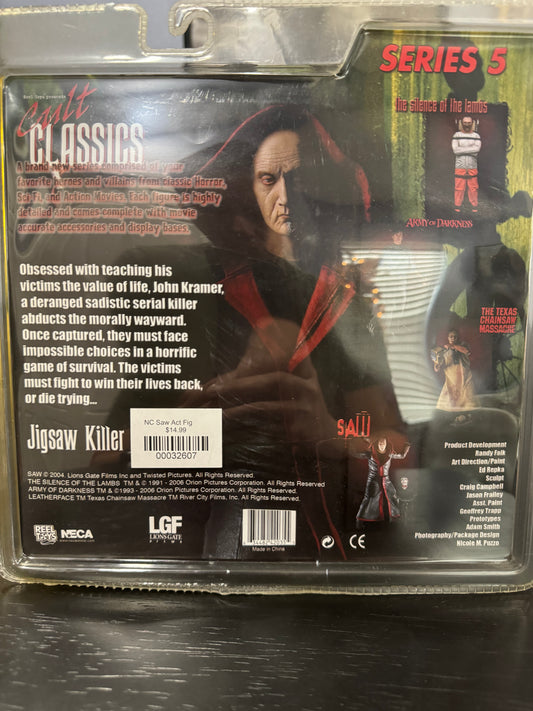 Reel Toys presents
Cult
CLASSICS
A brand new series comprised of your
favorite heroes and villains from classic Horror,
Sci Fi, and Action Movies. Each figure is highly
detailed and comes complete with movie
accurate accessories and display bases.
Obsessed with teaching his
victims the value of life, John Kramer,
a deranged sadistic serial killer
abducts the morally wayward.
Once captured, they must face
impossible choices in a horrific
game of survival. The victims
must fight to win their lives back,
or die trying...
Jigsaw Killer
NC Saw Act Fig
$14.99
00032607
SERIES 5
the silence of the lambs
ARMY OF DARKNESS
THE TEXAS
CHAINSAW
MASSACRE
SAW
SAW © 2004. Lions Gate Films Inc and Twisted Pictures. All Rights Reserved.
THE SILENCE OF THE LAMBS ™ & © 1991 - 2006 Orion Pictures Corporation. All Rights Reserved.
ARMY OF DARKNESS ™ &©1993 - 2006 Orion Pictures Corporation. All Rights Reserved.
LEATHERFACE ™ Texas Chainsaw Massacre ™ River City Films, Inc. All Rights Reserved.
REEL
TOYS
NECA
LGF
LIONS GATE
FILMS
Made in China
CE
Product Development
Randy Falk
Art Direction/Paint
Ed Repka
Sculpt
Craig Campbell
Jason Frailey
Asst. Paint
Geoffrey Trapp
Prototypes
Adam Smith
Photography/Package Design
Nicole M. Puzzo